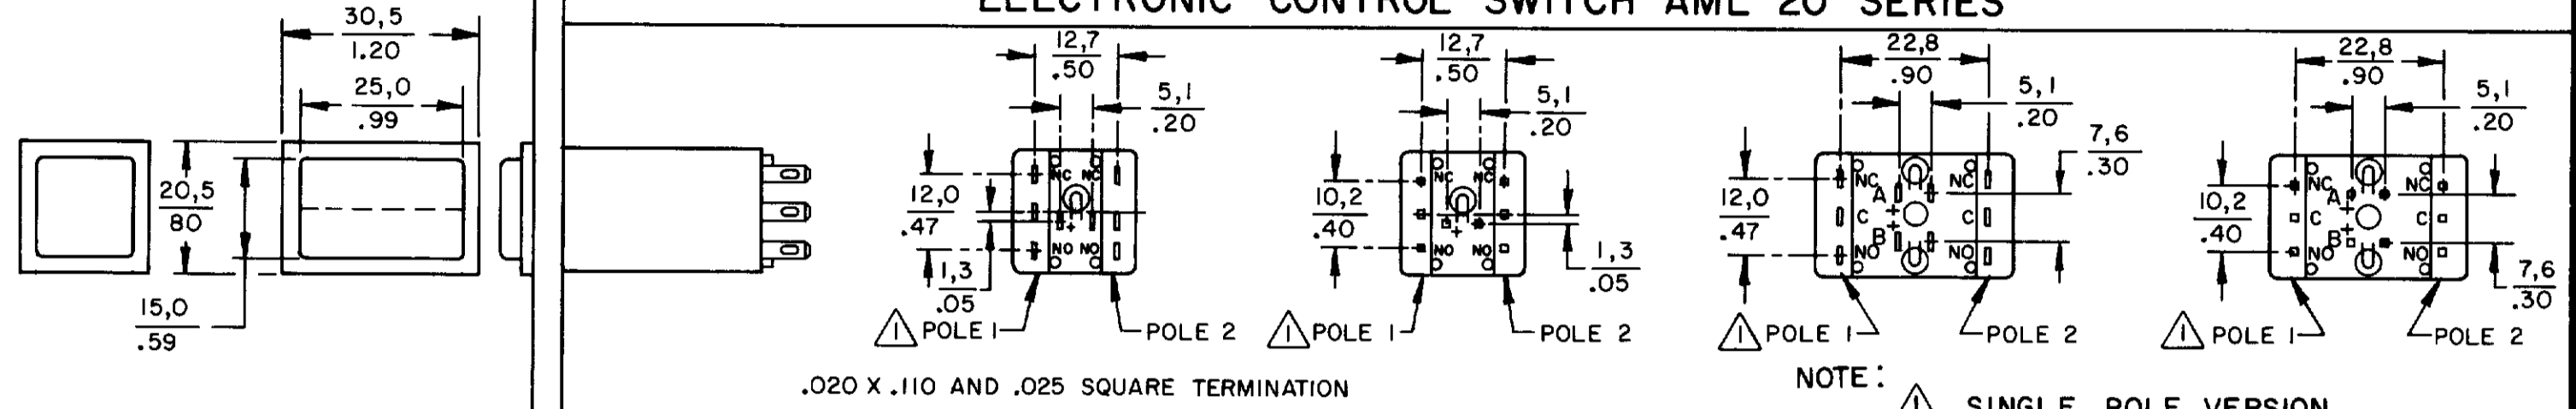 ELECTRONIC CONTROL SWITCH AML 20 SERIES
30,5
1.20
25,0
.99
20,5
80
15,0
.59
12,7
.50
5,1
.20
12,0
.47
1,3
.05
NC NC
+
NO NO
⚠1 POLE 1
POLE 2
12,7
.50
5,1
.20
10,2
.40
1,3
.05
NC NC
+
NO NO
1 POLE 1
POLE 2
22,8
.90
5,1
.20
7,6
.30
12,0
.47
NC A NC
+
C C
+
NO B NO
1 POLE 1
POLE 2
22,8
.90
5,1
.20
10,2
.40
7,6
.30
NC A NC
+
C C
+
NO B NO
1 POLE 1
POLE 2
.020 X .110 AND .025 SQUARE TERMINATION
NOTE:
1 SINGLE POLE VERSION